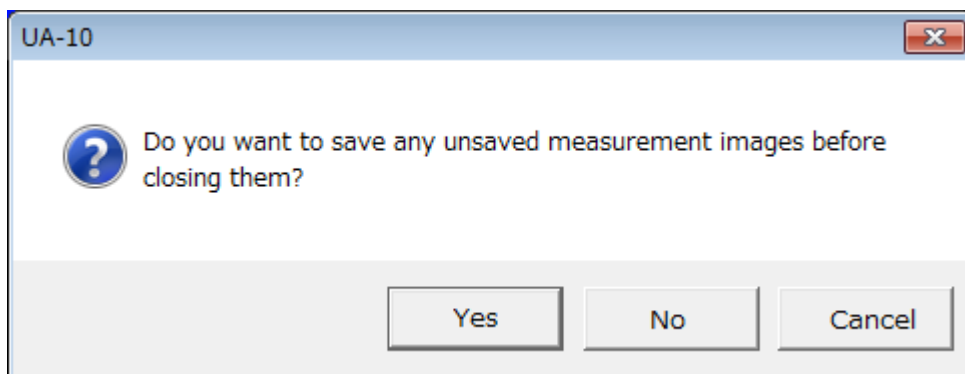 UA-10
Do you want to save any unsaved measurement images before
closing them?
Yes
No
Cancel